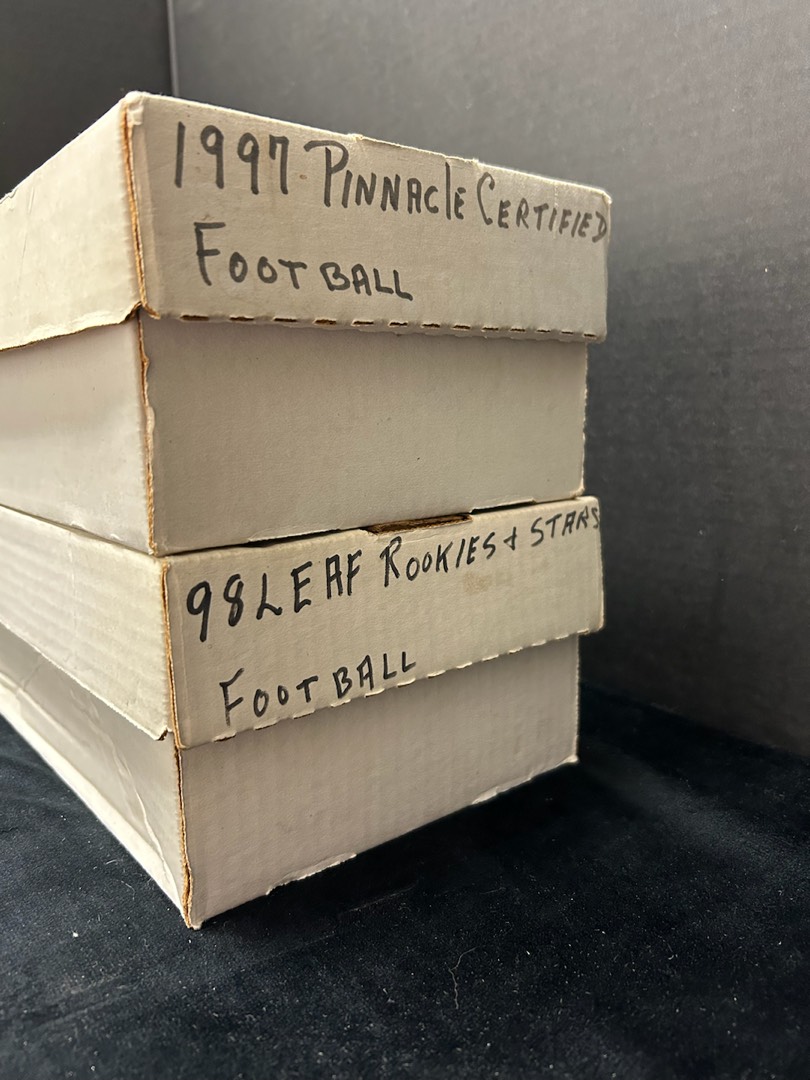 1997 PINNAClE CERTIFIED
FOOTBALL
98 LEAF ROOKIES + STARS
FOOTBALL